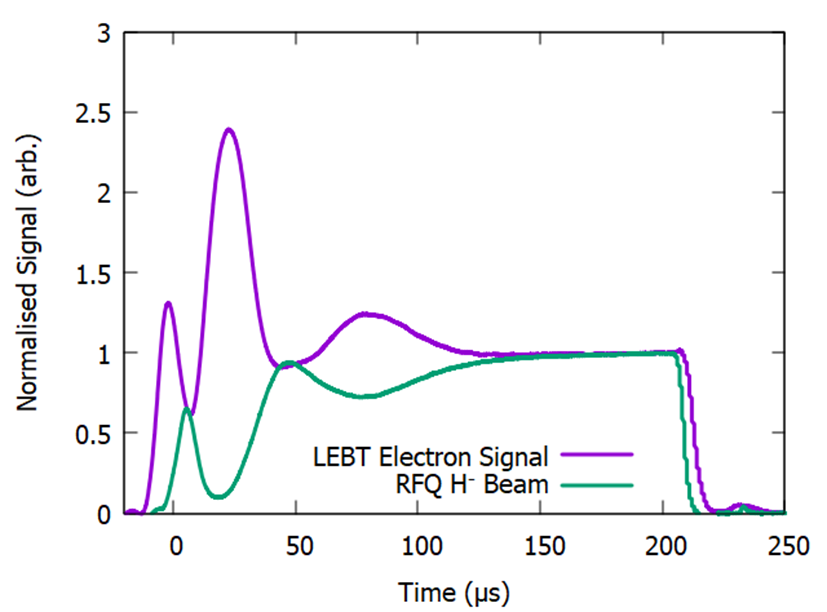 3
2.5
2
1.5
1
0.5
0
Normalised Signal (arb.)
LEBT Electron Signal
RFQ H⁻ Beam
0 50 100 150 200 250
Time (µs)